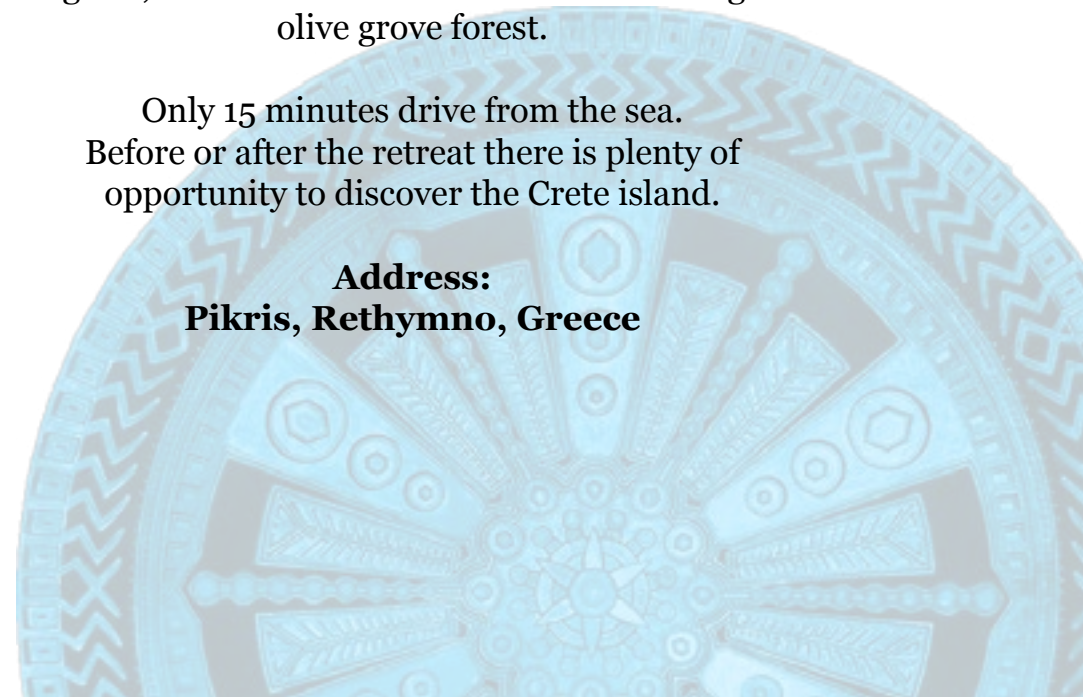 olive grove forest.
Only 15 minutes drive from the sea.
Before or after the retreat there is plenty of
opportunity to discover the Crete island.
Address:
Pikris, Rethymno, Greece